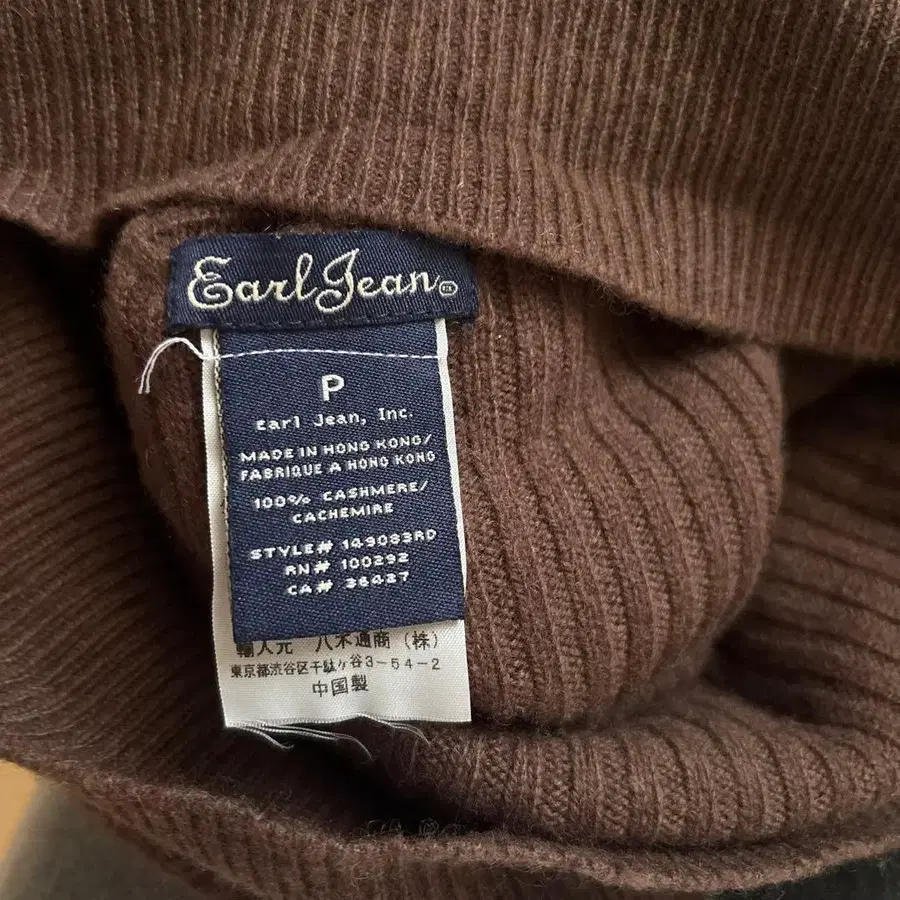 Earl Jean
P
Earl Jean, Inc.
MADE IN HONG KONG/
FABRIQUE A HONG KONG
100% CASHMERE/
CACHEMIRE
STYLE# 149083RD
RN# 100292
CA# 36427
輸入元 八木通商(株)
東京都渋谷区千駄ヶ谷3-54-2
中国製